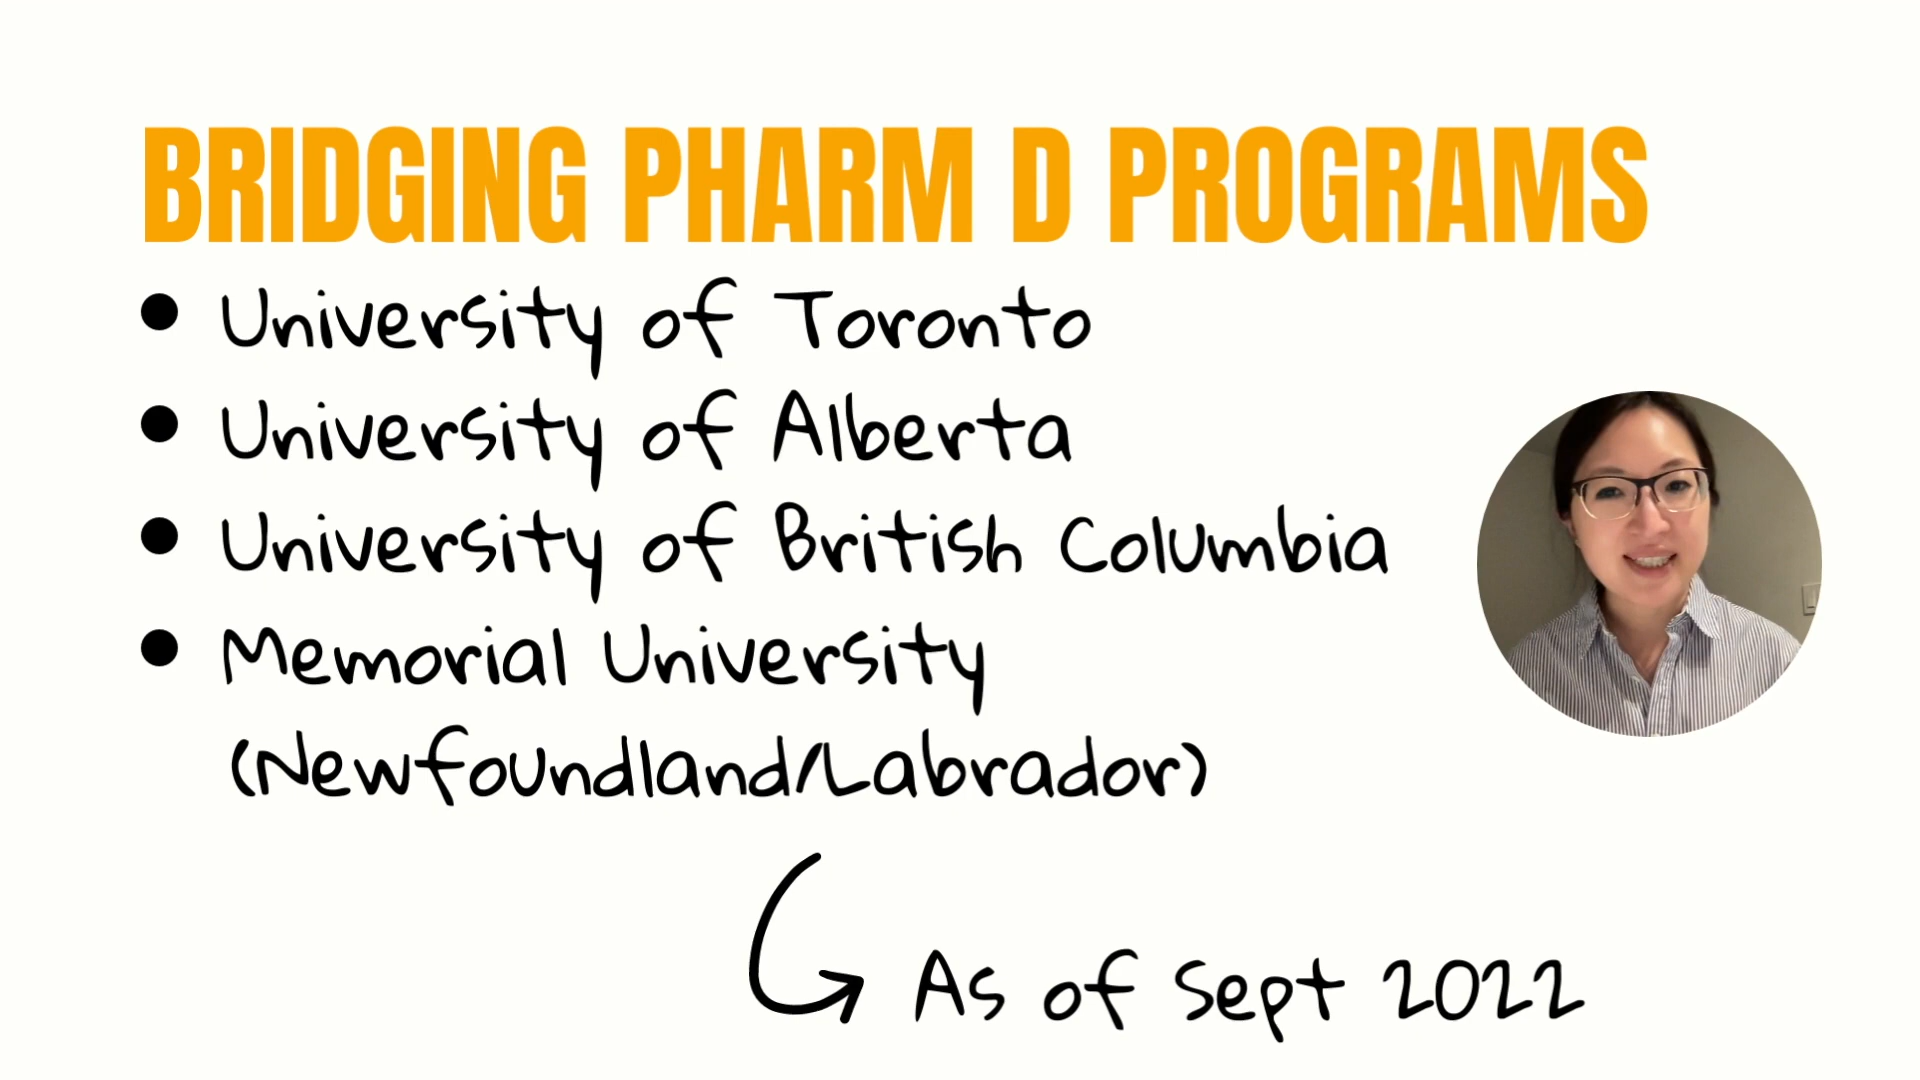 BRIDGING PHARM D PROGRAMS
• University of Toronto
• University of Alberta
• University of British Columbia
• Memorial University
(Newfoundland/Labrador)
As of Sept 2022